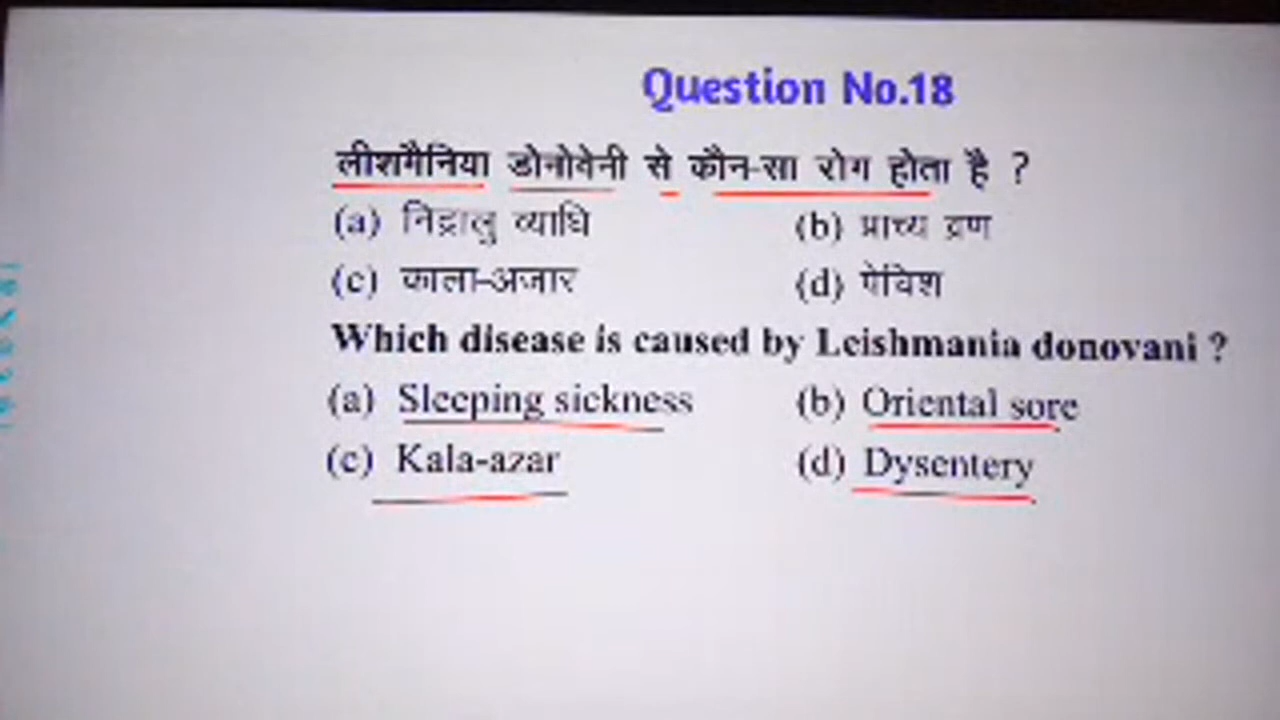 Question No.18
लीशमैनिया डोनोवेनी से कौन-सा रोग होता है ?
(a) निद्रालु व्याधि (b) प्राच्य व्रण
(c) काला-अजार (d) पेचिश
Which disease is caused by Leishmania donovani ?
(a) Sleeping sickness (b) Oriental sore
(c) Kala-azar (d) Dysentery